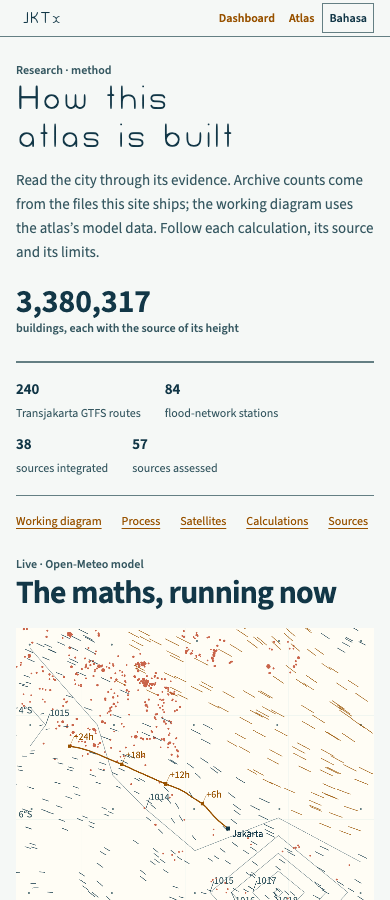 JKTx
Dashboard Atlas Bahasa
Research · method
How this
atlas is built
Read the city through its evidence. Archive counts come
from the files this site ships; the working diagram uses
the atlas's model data. Follow each calculation, its source
and its limits.
3,380,317
buildings, each with the source of its height
240 84
Transjakarta GTFS routes flood-network stations
38 57
sources integrated sources assessed
Working diagram Process Satellites Calculations Sources
Live · Open-Meteo model
The maths, running now
4°S
1015
+24h
+18h
+12h
1014
+6h
6°S
Jakarta
1015 1017
1016 1018